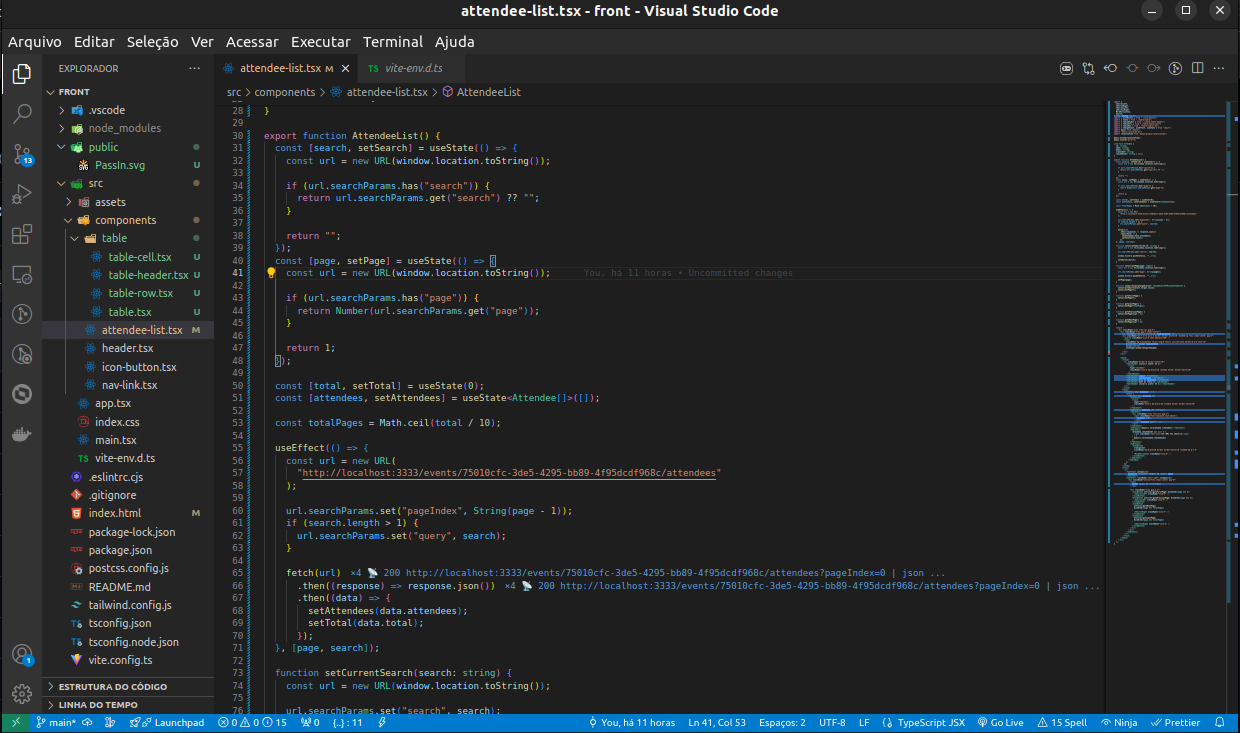 attendee-list.tsx - front - Visual Studio Code
Arquivo Editar Seleção Ver Acessar Executar Terminal Ajuda
EXPLORADOR
FRONT
.vscode
node_modules
public
PassIn.svg U
src
assets
components
table
table-cell.tsx U
table-header.tsx U
table-row.tsx U
table.tsx U
attendee-list.tsx M
header.tsx
icon-button.tsx
nav-link.tsx
app.tsx
index.css
main.tsx
TS vite-env.d.ts
.eslintrc.cjs
.gitignore
index.html M
package-lock.json
package.json
postcss.config.js
README.md
tailwind.config.js
tsconfig.json
tsconfig.node.json
vite.config.ts
ESTRUTURA DO CÓDIGO
LINHA DO TEMPO
13
1
attendee-list.tsx M
TS vite-env.d.ts
src > components > attendee-list.tsx > AttendeeList
28 }
29
30 export function AttendeeList() {
31 const [search, setSearch] = useState(() => {
32 const url = new URL(window.location.toString());
33
34 if (url.searchParams.has("search")) {
35 return url.searchParams.get("search") ?? "";
36 }
37
38 return "";
39 });
40 const [page, setPage] = useState(() => {
41 const url = new URL(window.location.toString()); You, há 11 horas • Uncommitted changes
42
43 if (url.searchParams.has("page")) {
44 return Number(url.searchParams.get("page"));
45 }
46
47 return 1;
48 });
49
50 const [total, setTotal] = useState(0);
51 const [attendees, setAttendees] = useState<Attendee[]>([]);
52
53 const totalPages = Math.ceil(total / 10);
54
55 useEffect(() => {
56 const url = new URL(
57 "http://localhost:3333/events/75010cfc-3de5-4295-bb89-4f95dcdf968c/attendees"
58 );
59
60 url.searchParams.set("pageIndex", String(page - 1));
61 if (search.length > 1) {
62 url.searchParams.set("query", search);
63 }
64
65 fetch(url) ×4 📡 200 http://localhost:3333/events/75010cfc-3de5-4295-bb89-4f95dcdf968c/attendees?pageIndex=0 | json ...
66 .then((response) => response.json()) ×4 📡 200 http://localhost:3333/events/75010cfc-3de5-4295-bb89-4f95dcdf968c/attendees?pageIndex=0 | json ...
67 .then((data) => {
68 setAttendees(data.attendees);
69 setTotal(data.total);
70 });
71 }, [page, search]);
72
73 function setCurrentSearch(search: string) {
74 const url = new URL(window.location.toString());
75
76 url.searchParams.set("search", search);
main* Launchpad 0 0 15 0 {..} : 11 You, há 11 horas Ln 41, Col 53 Espaços: 2 UTF-8 LF TypeScript JSX Go Live 15 Spell Ninja Prettier